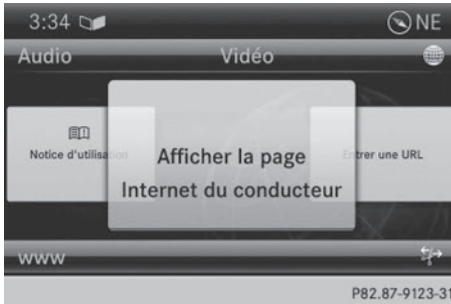 3:34 NE
Audio Vidéo
Notice d'utilisation
Afficher la page
Internet du conducteur
Entrer une URL
www
P82.87-9123-31